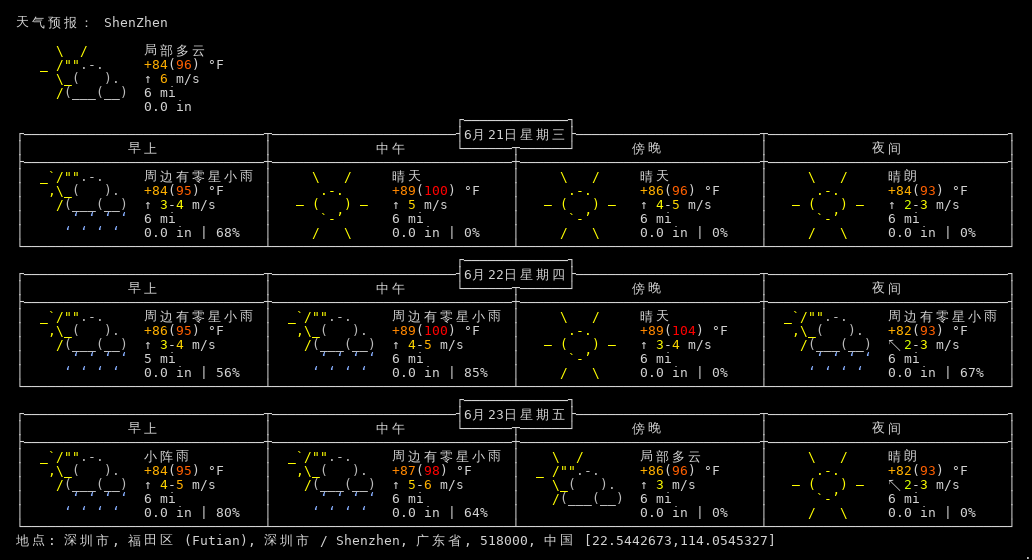 天气预报： ShenZhen
局部多云
+84(96) °F
↑ 6 m/s
6 mi
0.0 in
6月21日星期三
早上 中午 傍晚 夜间
周边有零星小雨 晴天 晴天 晴朗
+84(95) °F +89(100) °F +86(96) °F +84(93) °F
↑ 3-4 m/s ↑ 5 m/s ↑ 4-5 m/s ↑ 2-3 m/s
6 mi 6 mi 6 mi 6 mi
0.0 in | 68% 0.0 in | 0% 0.0 in | 0% 0.0 in | 0%
6月22日星期四
早上 中午 傍晚 夜间
周边有零星小雨 周边有零星小雨 晴天 周边有零星小雨
+86(95) °F +89(100) °F +89(104) °F +82(93) °F
↑ 3-4 m/s ↑ 4-5 m/s ↑ 3-4 m/s ↖ 2-3 m/s
5 mi 6 mi 6 mi 6 mi
0.0 in | 56% 0.0 in | 85% 0.0 in | 0% 0.0 in | 67%
6月23日星期五
早上 中午 傍晚 夜间
小阵雨 周边有零星小雨 局部多云 晴朗
+84(95) °F +87(98) °F +86(96) °F +82(93) °F
↑ 4-5 m/s ↑ 5-6 m/s ↑ 3 m/s ↖ 2-3 m/s
6 mi 6 mi 6 mi 6 mi
0.0 in | 80% 0.0 in | 64% 0.0 in | 0% 0.0 in | 0%
地点: 深圳市, 福田区 (Futian), 深圳市 / Shenzhen, 广东省, 518000, 中国 [22.5442673,114.0545327]